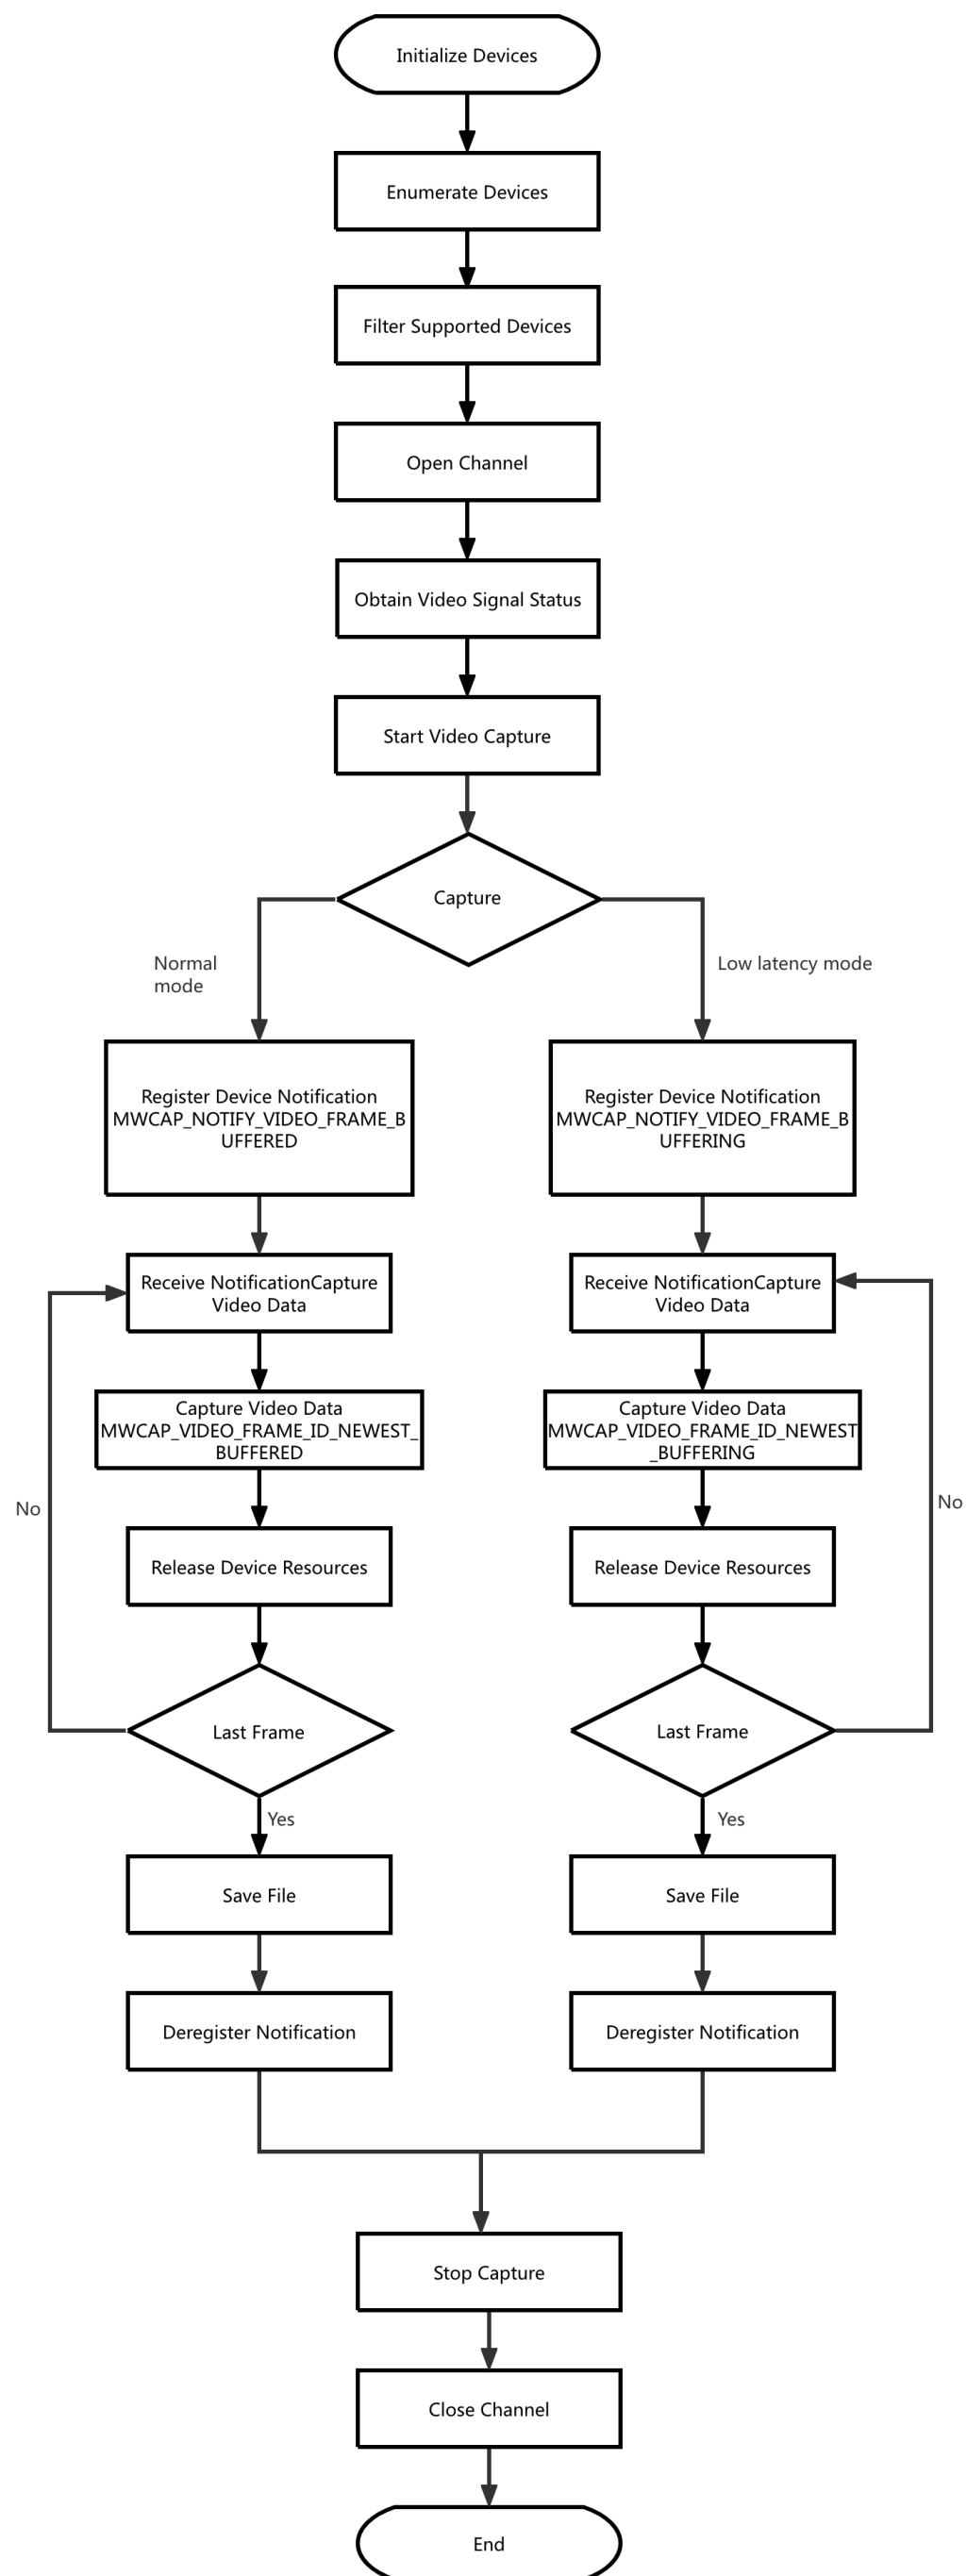 Initialize Devices
Enumerate Devices
Filter Supported Devices
Open Channel
Obtain Video Signal Status
Start Video Capture
Capture
Normal
mode
Low latency mode
Register Device Notification
MWCAP_NOTIFY_VIDEO_FRAME_B
UFFERED
Register Device Notification
MWCAP_NOTIFY_VIDEO_FRAME_B
UFFERING
Receive NotificationCapture
Video Data
Receive NotificationCapture
Video Data
Capture Video Data
MWCAP_VIDEO_FRAME_ID_NEWEST_
BUFFERED
Capture Video Data
MWCAP_VIDEO_FRAME_ID_NEWEST
_BUFFERING
No
No
Release Device Resources
Release Device Resources
Last Frame
Last Frame
Yes
Yes
Save File
Save File
Deregister Notification
Deregister Notification
Stop Capture
Close Channel
End